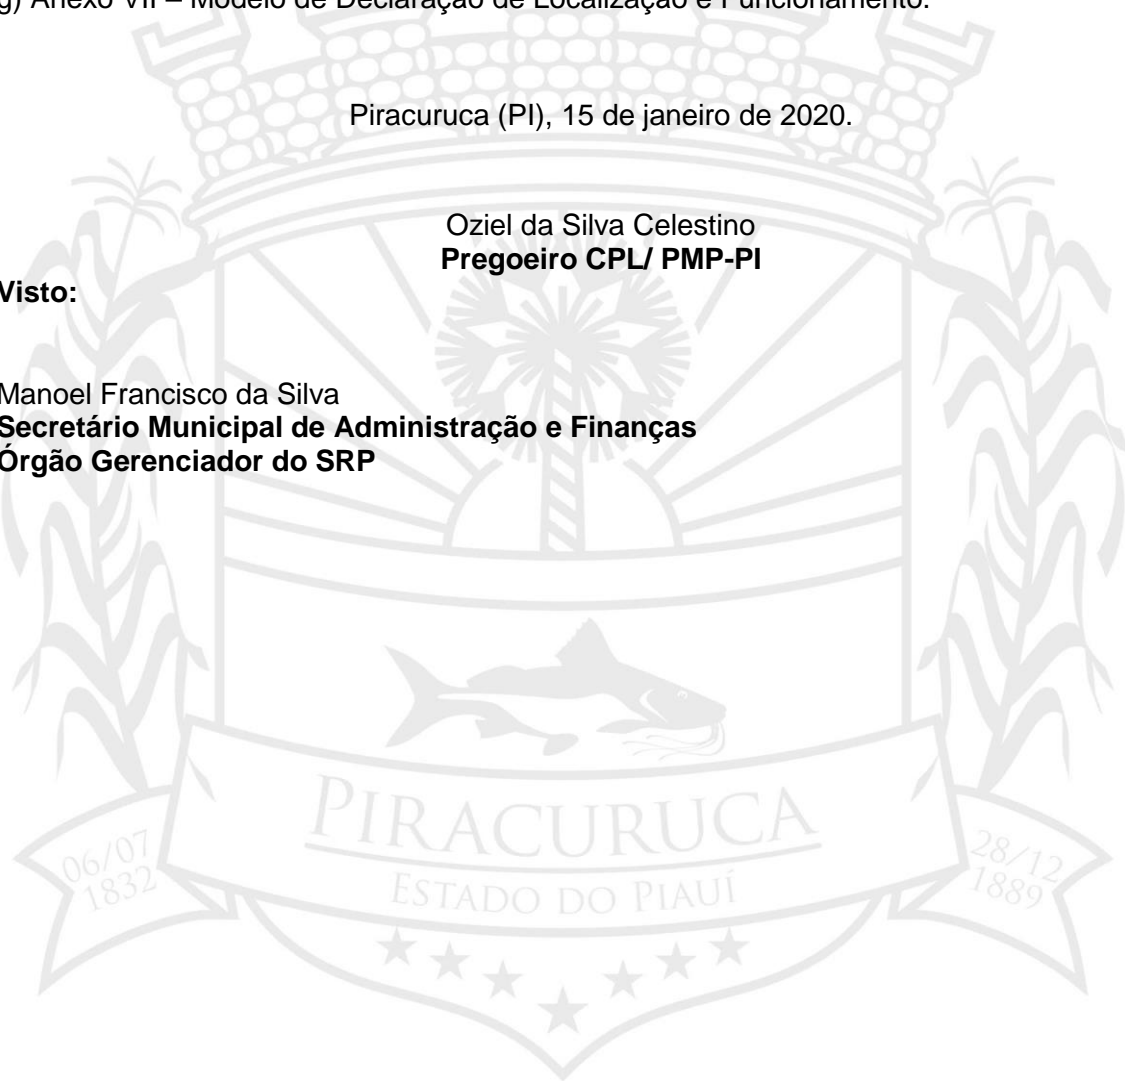 g) Anexo VII – Modelo de Declaração de Localização e Funcionamento.
Piracuruca (PI), 15 de janeiro de 2020.
Oziel da Silva Celestino
Pregoeiro CPL/ PMP-PI
Visto:
Manoel Francisco da Silva
Secretário Municipal de Administração e Finanças
Órgão Gerenciador do SRP
PIRACURUCA
ESTADO DO PIAUÍ
06/07
1832
28/12
1889